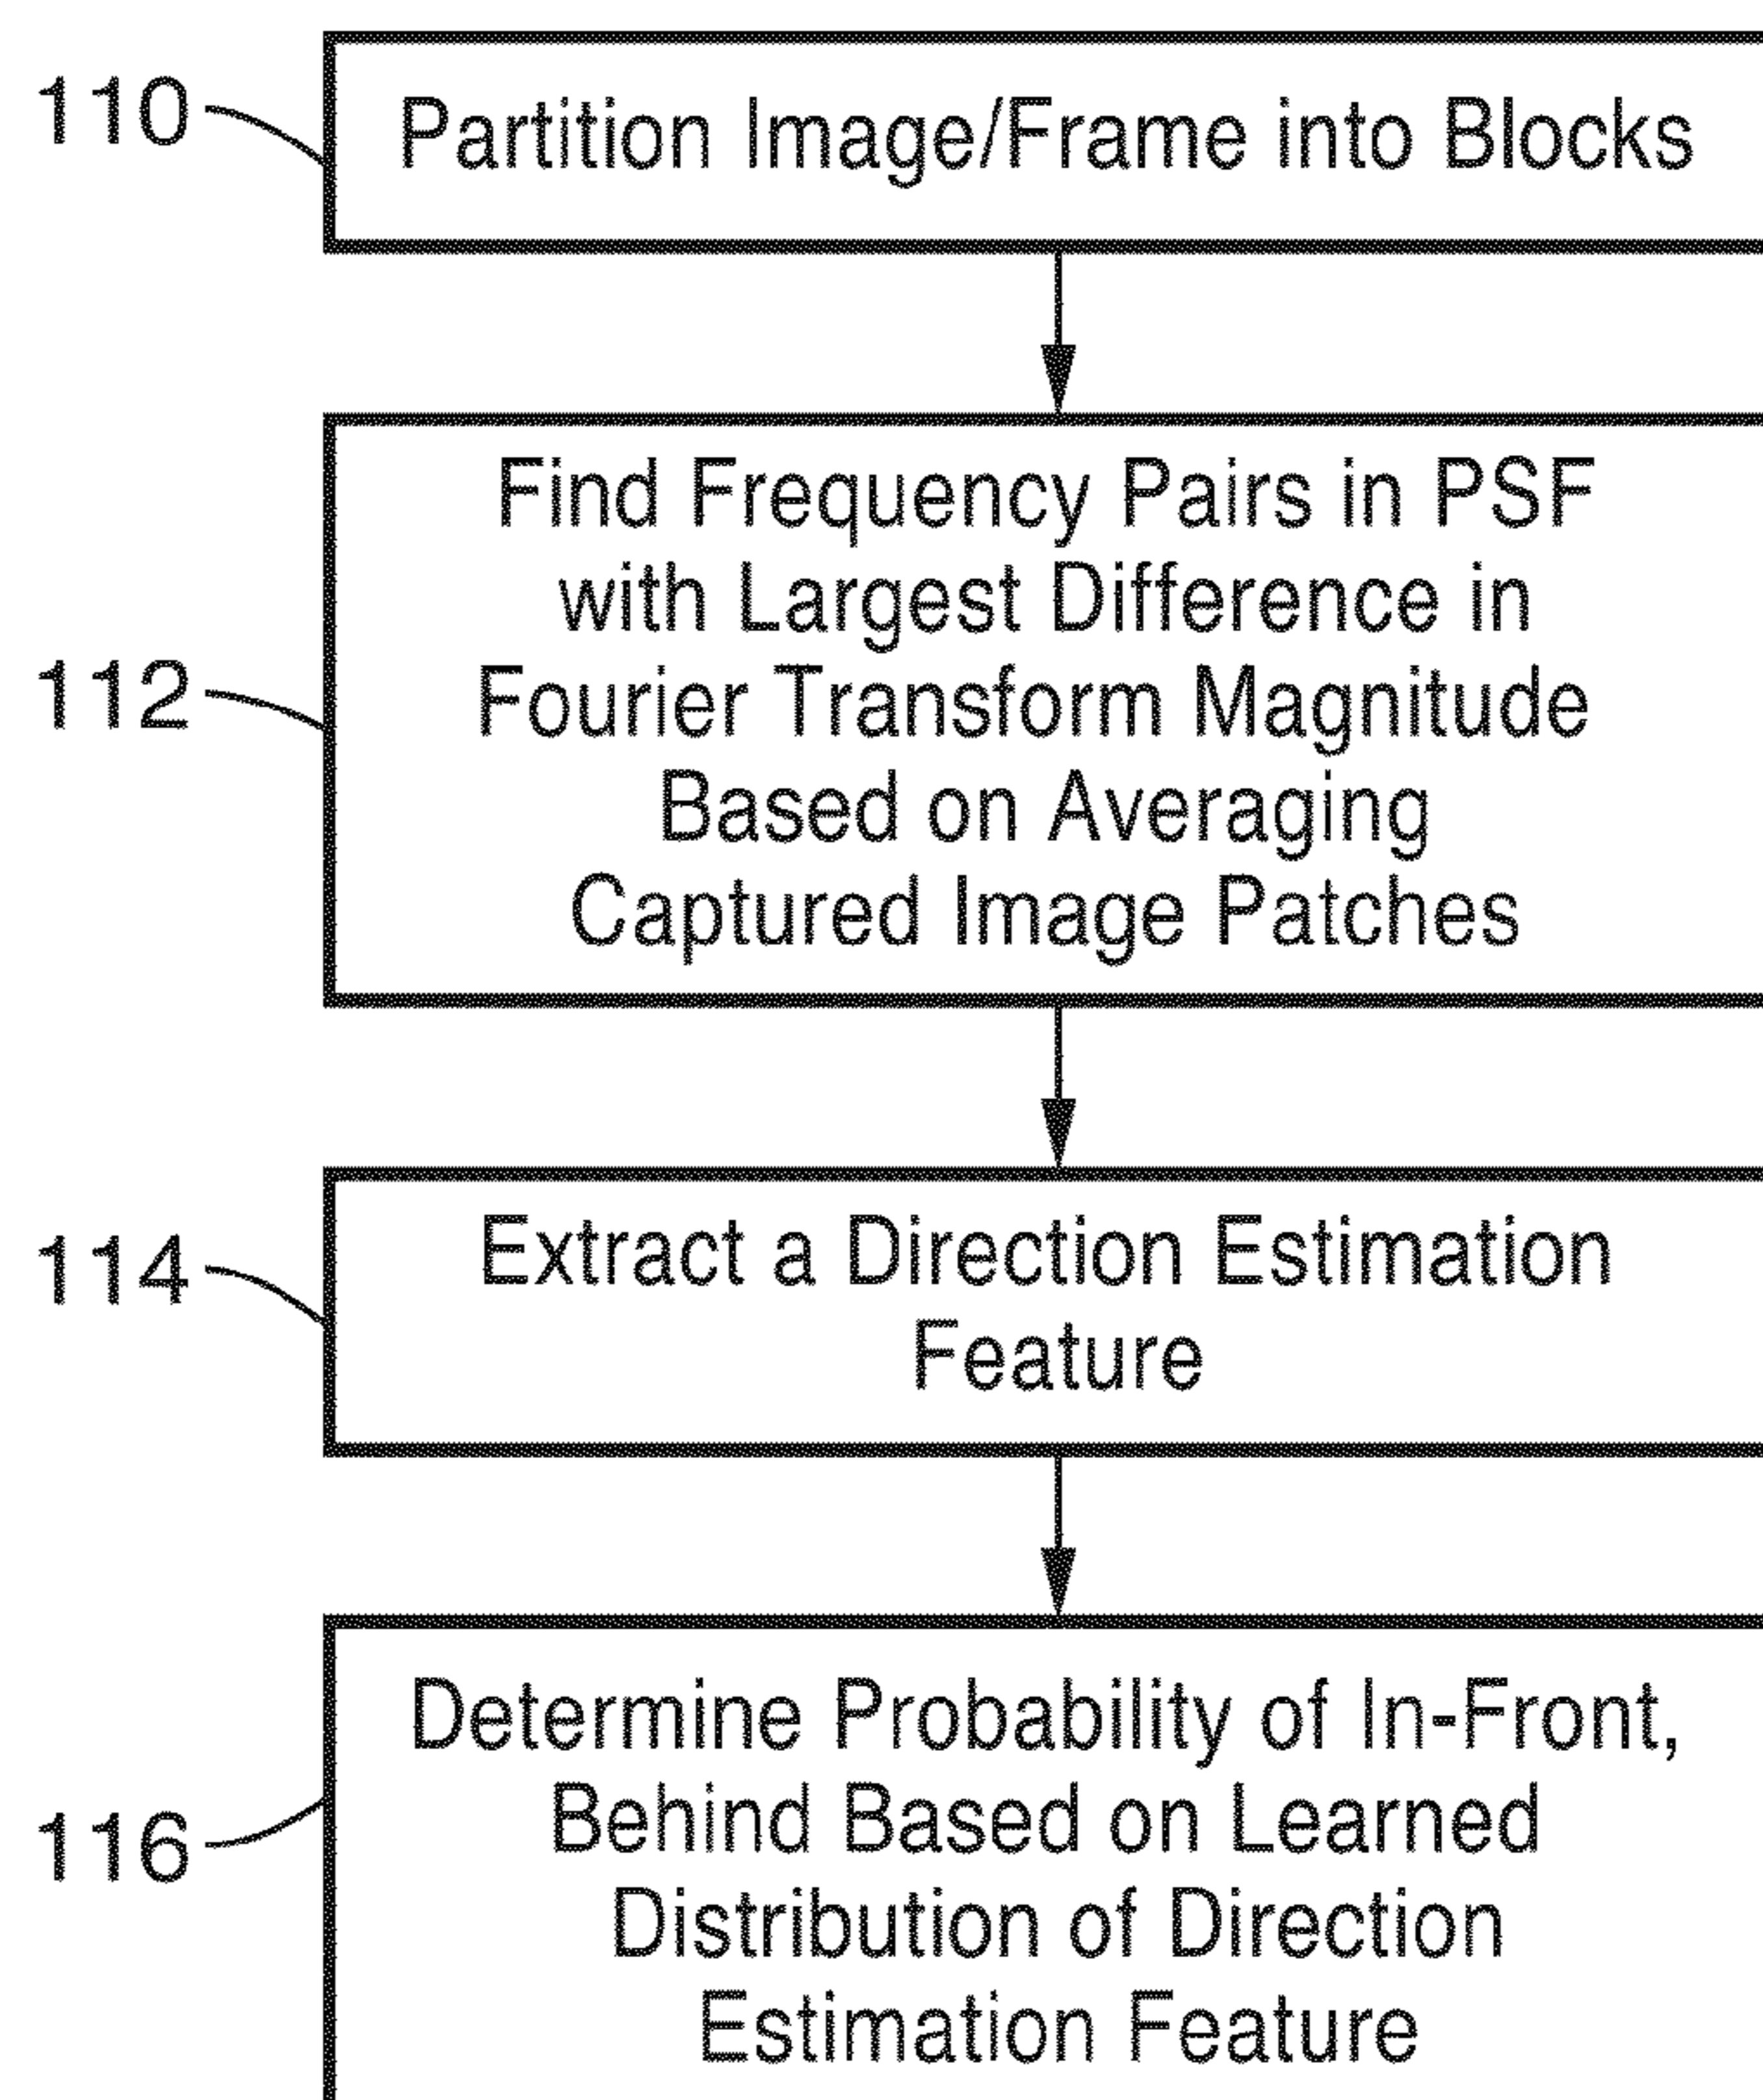 110
Partition Image/Frame into Blocks
Find Frequency Pairs in PSF
with Largest Difference in
112
Fourier Transform Magnitude
Based on Averaging
Captured Image Patches
114
Extract a Direction Estimation
Feature
Determine Probability of In-Front,
116
Behind Based on Learned
Distribution of Direction
Estimation Feature